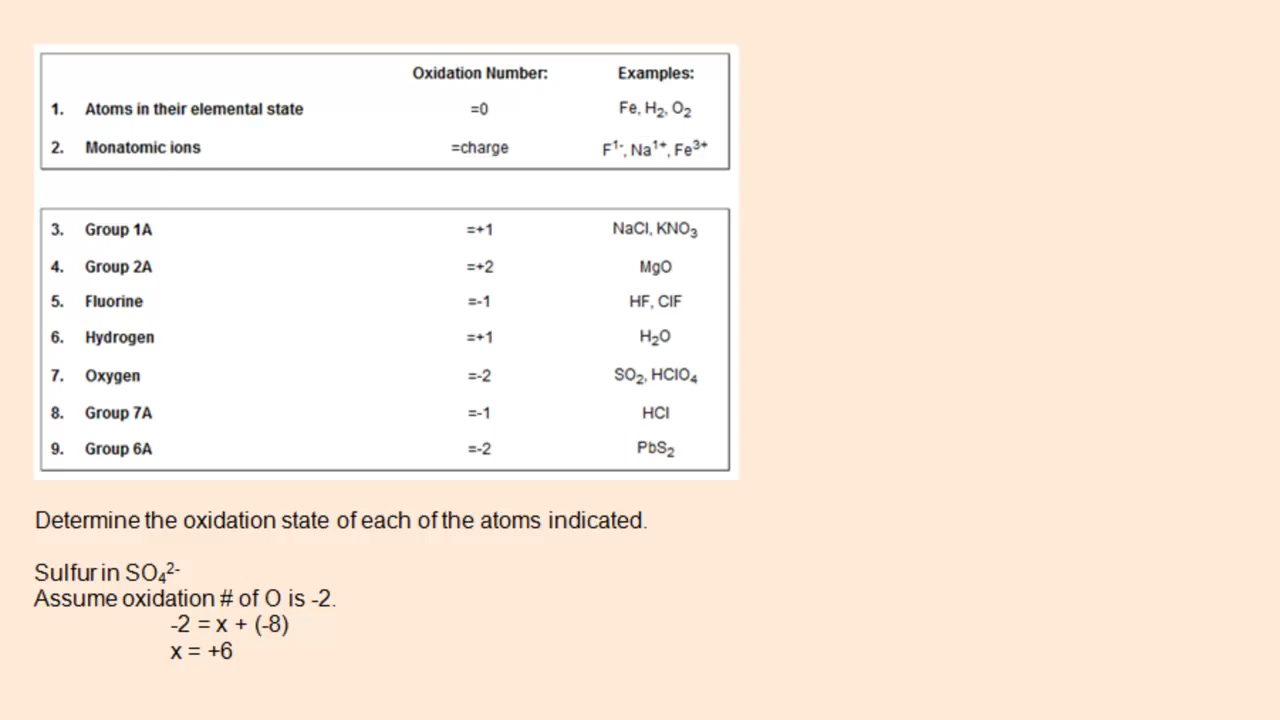 Oxidation Number: Examples:
1. Atoms in their elemental state =0 Fe, H₂, O₂
2. Monatomic ions =charge F¹⁻, Na¹⁺, Fe³⁺
3. Group 1A =+1 NaCl, KNO₃
4. Group 2A =+2 MgO
5. Fluorine =-1 HF, ClF
6. Hydrogen =+1 H₂O
7. Oxygen =-2 SO₂, HClO₄
8. Group 7A =-1 HCl
9. Group 6A =-2 PbS₂
Determine the oxidation state of each of the atoms indicated.
Sulfur in SO₄²⁻
Assume oxidation # of O is -2.
-2 = x + (-8)
x = +6